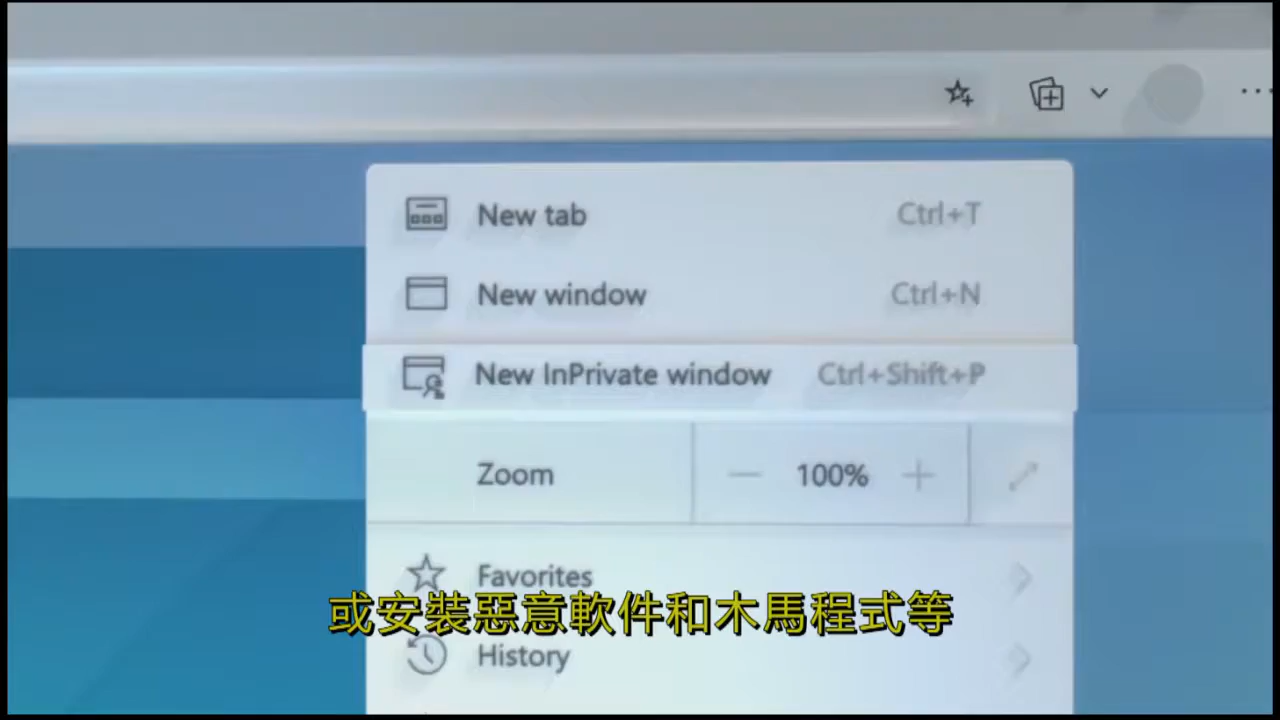 New tab Ctrl+T
New window Ctrl+N
New InPrivate window Ctrl+Shift+P
Zoom 100%
Favorites
或安裝惡意軟件和木馬程式等
History